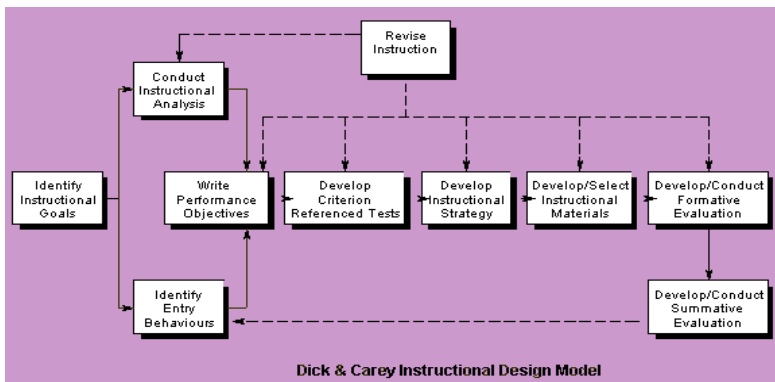 Revise
Instruction
Conduct
Instructional
Analysis
Identify
Instructional
Goals
Write
Performance
Objectives
Develop
Criterion
Referenced Tests
Develop
Instructional
Strategy
Develop/Select
Instructional
Materials
Develop/Conduct
Formative
Evaluation
Identify
Entry
Behaviours
Develop/Conduct
Summative
Evaluation
Dick & Carey Instructional Design Model